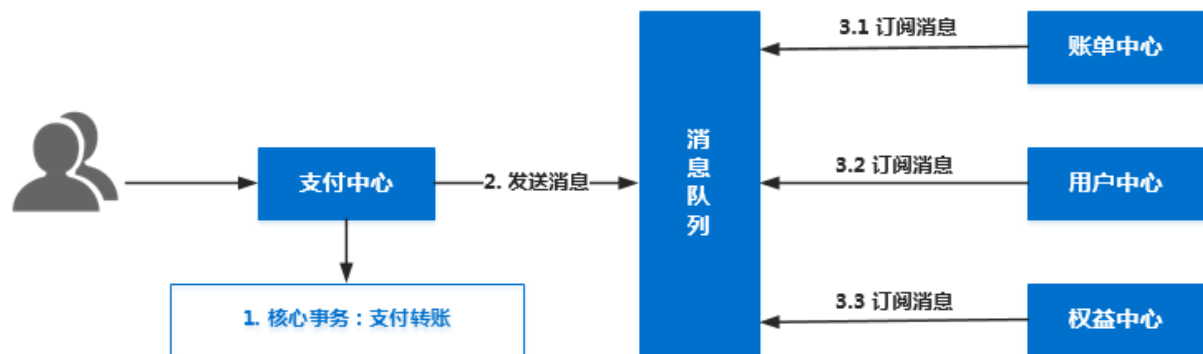 3.1 订阅消息
账单中心
支付中心
2. 发送消息
消息队列
3.2 订阅消息
用户中心
1. 核心事务：支付转账
3.3 订阅消息
权益中心